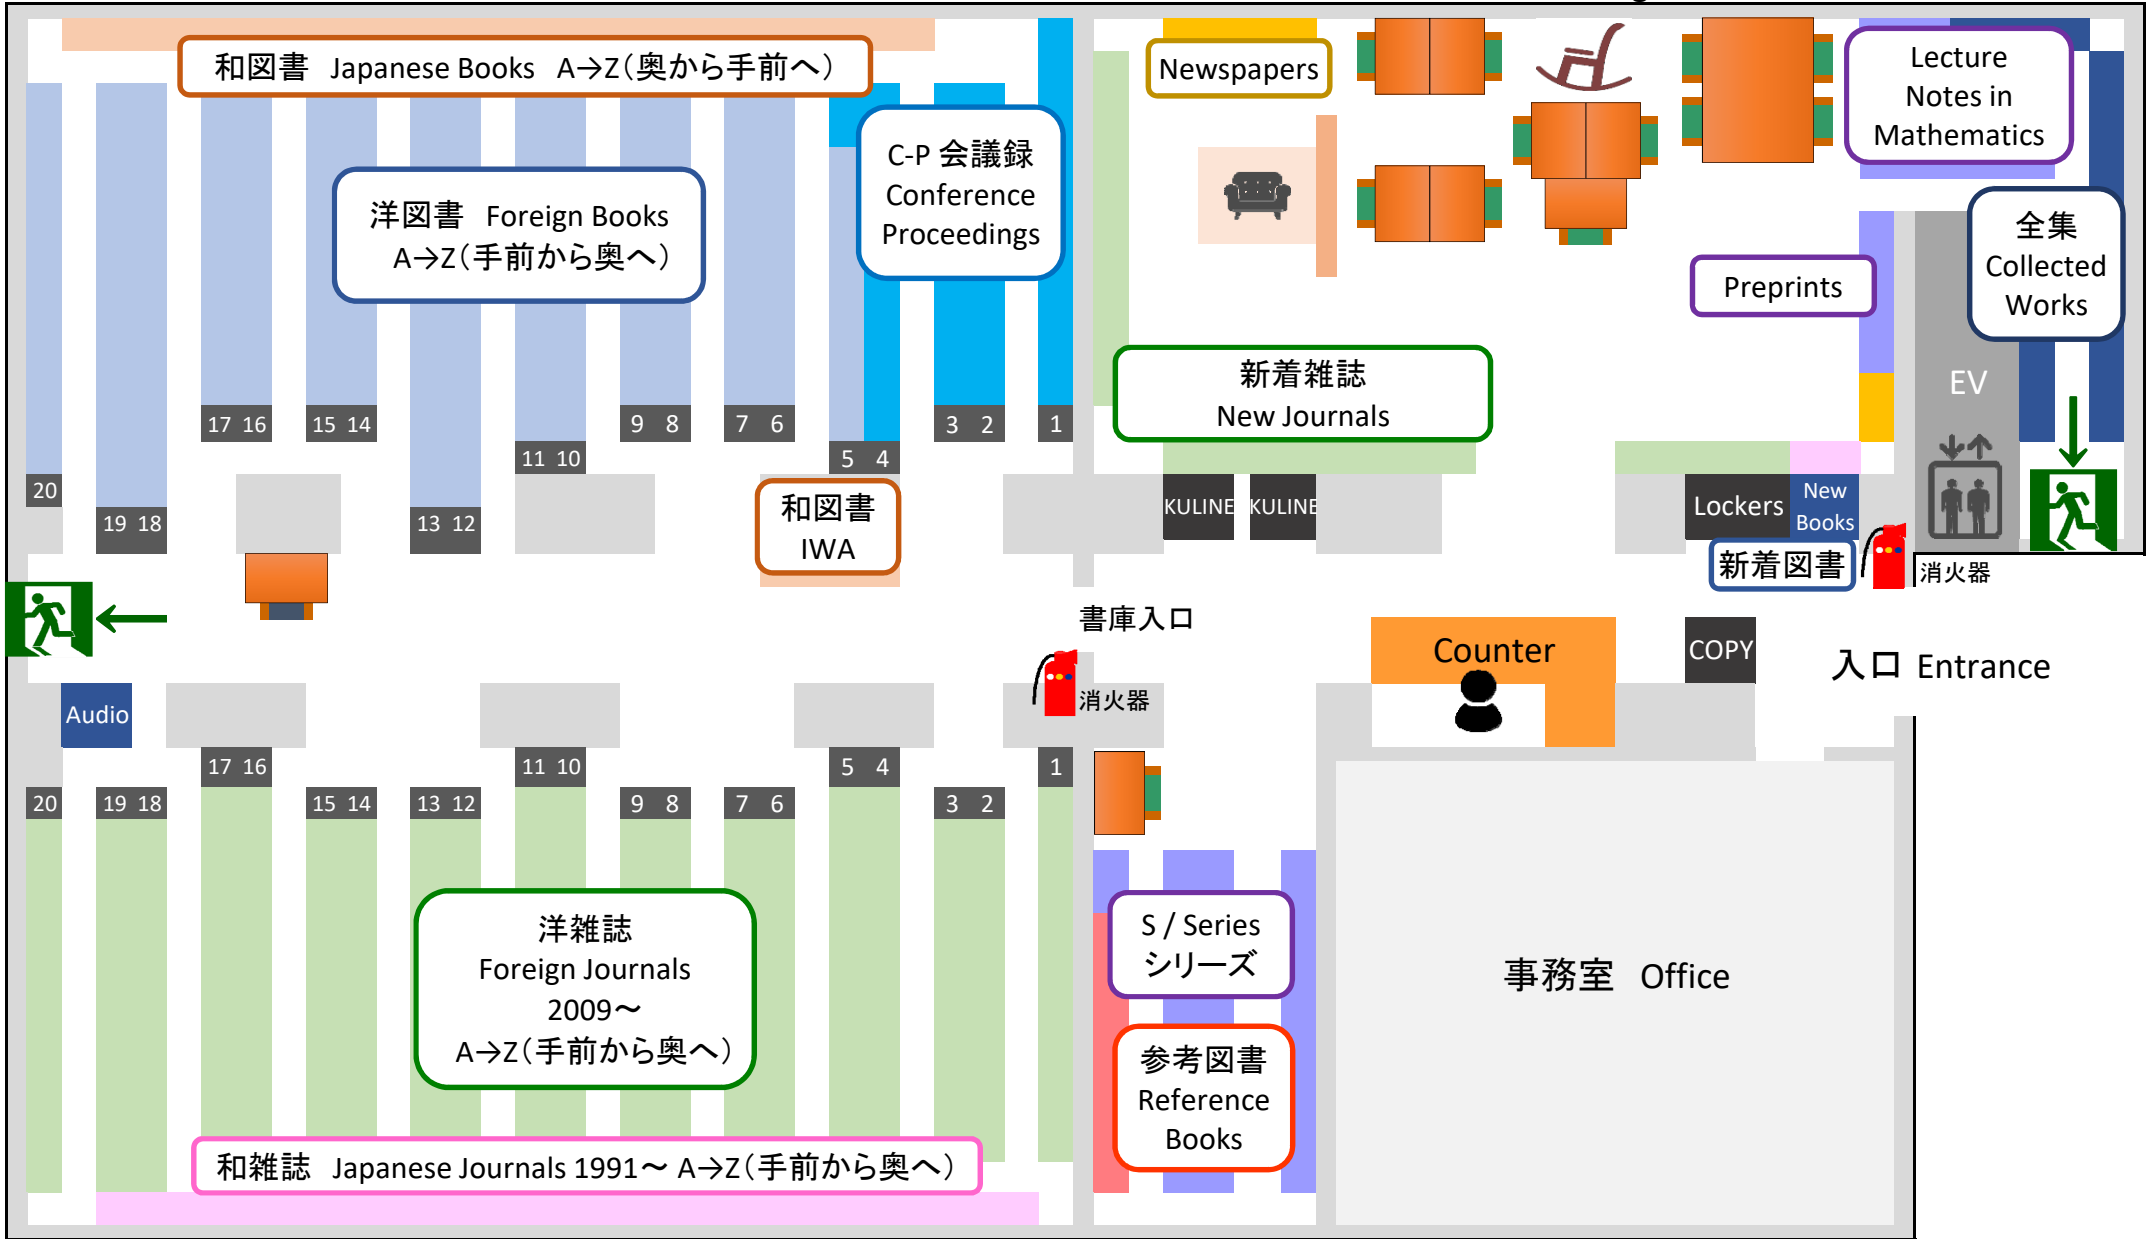 和図書 Japanese Books A→Z（奥から手前へ）
Newspapers
Lecture
Notes in
Mathematics
C-P 会議録
Conference
Proceedings
洋図書 Foreign Books
A→Z（手前から奥へ）
全集
Collected
Works
Preprints
新着雑誌
New Journals
EV
17 16
15 14
9 8
7 6
3 2
1
11 10
5 4
20
19 18
13 12
和図書
IWA
KULINE
KULINE
Lockers
New
Books
新着図書
消火器
書庫入口
Counter
COPY
入口 Entrance
消火器
Audio
17 16
11 10
5 4
1
20
19 18
15 14
13 12
9 8
7 6
3 2
洋雑誌
Foreign Journals
2009～
A→Z（手前から奥へ）
S / Series
シリーズ
事務室 Office
参考図書
Reference
Books
和雑誌 Japanese Journals 1991～ A→Z（手前から奥へ）